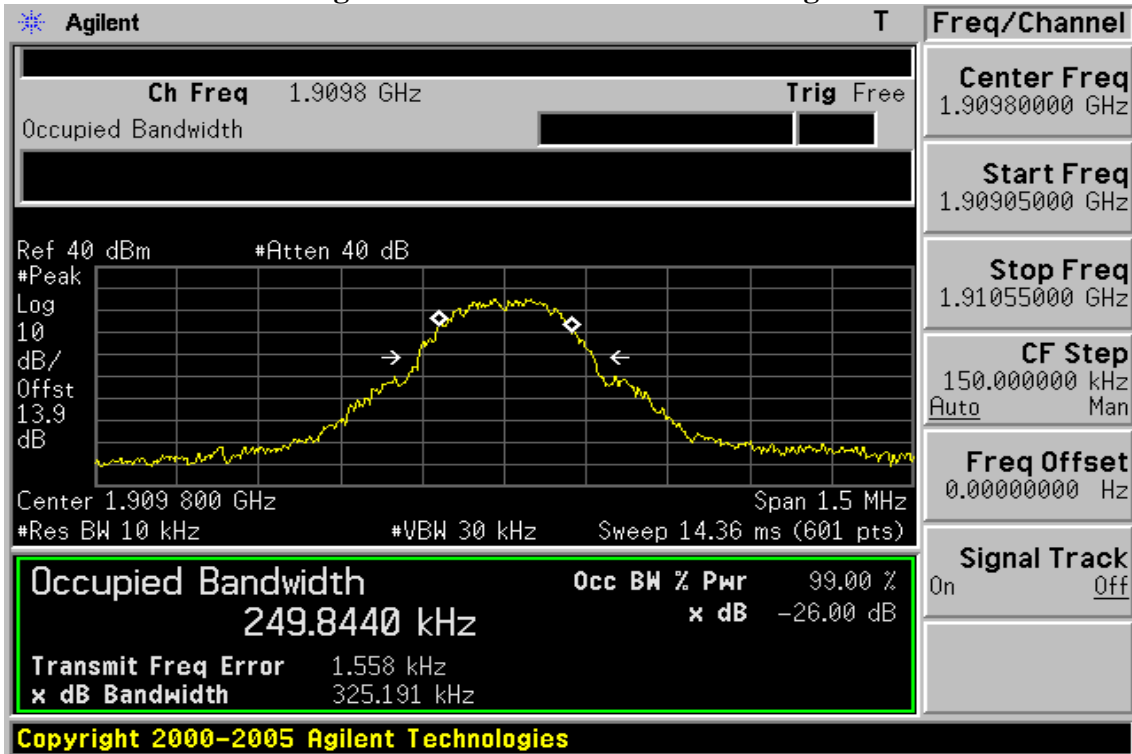 Agilent T
Ch Freq 1.9098 GHz Trig Free
Occupied Bandwidth
Ref 40 dBm #Atten 40 dB
#Peak
Log
10
dB/
Offst
13.9
dB
Center 1.909 800 GHz Span 1.5 MHz
#Res BW 10 kHz #VBW 30 kHz Sweep 14.36 ms (601 pts)
Occupied Bandwidth Occ BW % Pwr 99.00 %
249.8440 kHz x dB -26.00 dB
Transmit Freq Error 1.558 kHz
x dB Bandwidth 325.191 kHz
Copyright 2000-2005 Agilent Technologies
Freq/Channel
Center Freq
1.90980000 GHz
Start Freq
1.90905000 GHz
Stop Freq
1.91055000 GHz
CF Step
150.000000 kHz
Auto Man
Freq Offset
0.00000000 Hz
Signal Track
On Off